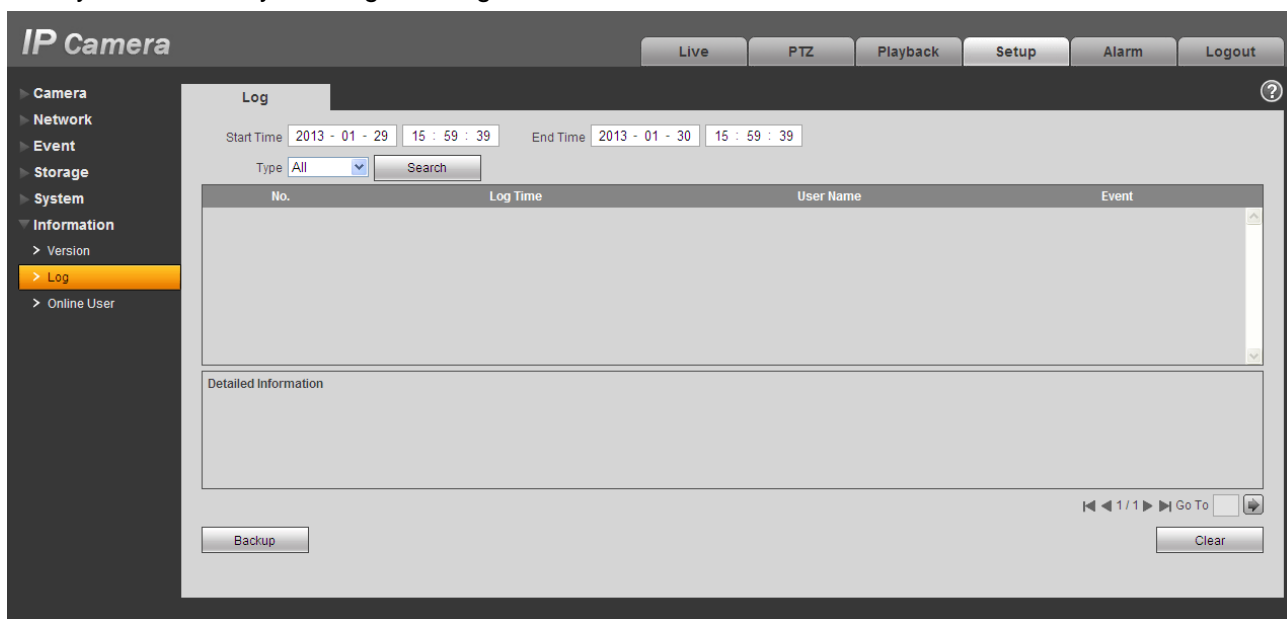 IP Camera
Live PTZ Playback Setup Alarm Logout
Camera
Network
Event
Storage
System
Information
> Version
> Log
> Online User
Log
?
Start Time 2013 - 01 - 29 15 : 59 : 39 End Time 2013 - 01 - 30 15 : 59 : 39
Type All Search
No. Log Time User Name Event
Detailed Information
1 / 1 Go To
Backup Clear